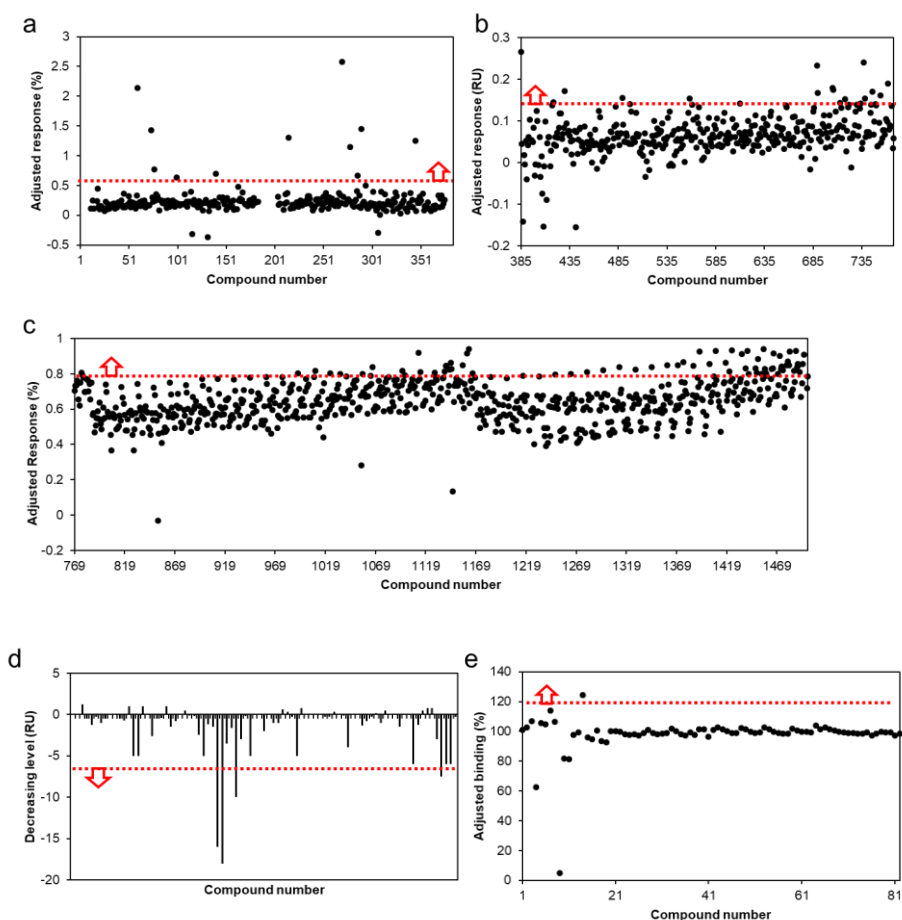 a
Adjusted response (%)
3
2.5
2
1.5
1
0.5
0
-0.5
1 51 101 151 201 251 301 351
Compound number
b
Adjusted response (RU)
0.3
0.2
0.1
0
-0.1
-0.2
385 435 485 535 585 635 685 735
Compound number
c
Adjusted Response (%)
1
0.8
0.6
0.4
0.2
0
-0.2
769 819 869 919 969 1019 1069 1119 1169 1219 1269 1319 1369 1419 1469
Compound number
d
Decreasing level (RU)
5
0
-5
-10
-15
-20
Compound number
e
Adjusted binding (%)
140
120
100
80
60
40
20
0
1 21 41 61 81
Compound number